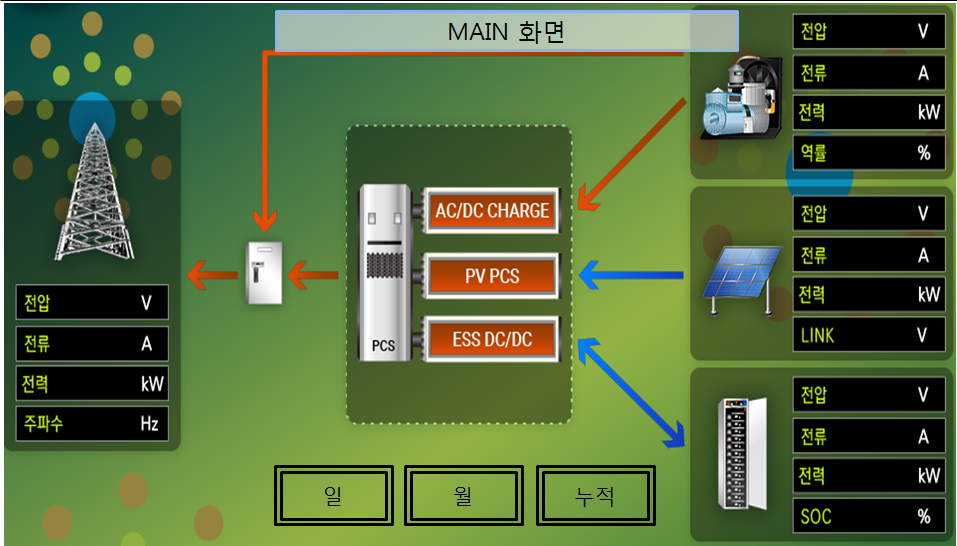 MAIN 화면
전압 V
전류 A
전력 kW
주파수 Hz
AC/DC CHARGE
PV PCS
ESS DC/DC
PCS
전압 V
전류 A
전력 kW
역률 %
전압 V
전류 A
전력 kW
LINK V
전압 V
전류 A
전력 kW
SOC %
일
월
누적